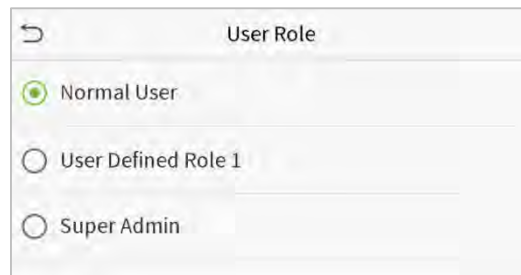 User Role
Normal User
User Defined Role 1
Super Admin